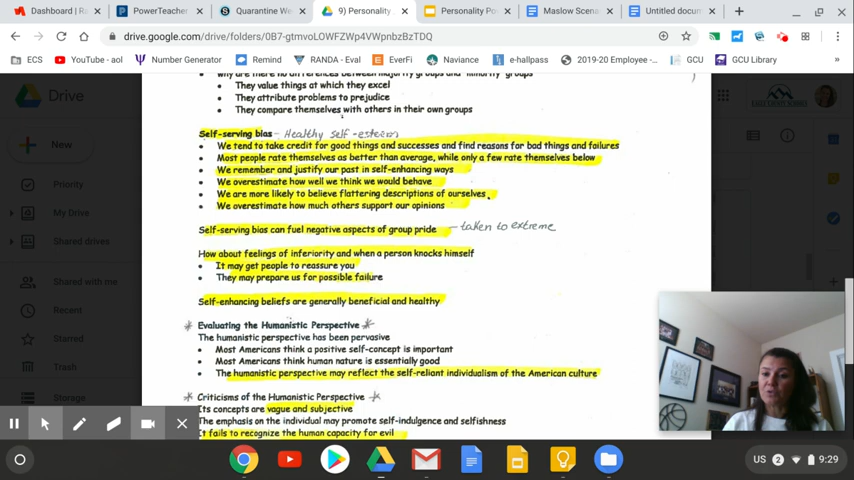 Dashboard | R
PowerTeacher
Quarantine We
9) Personality
Personality Po
Maslow Scena
Untitled docum
9:29
drive.google.com/drive/folders/0B7-gtmvoLOWFZWp4VWpnbzBzTDQ
ECS
YouTube - aol
Number Generator
Remind
RANDA - Eval
EverFi
Naviance
e-hallpass
2019-20 Employee...
GCU
GCU Library
Drive
New
Priority
My Drive
Shared drives
Shared with me
Recent
Starred
Trash
Storage
why are there no differences between majority groups and minority groups
• They value things at which they excel
• They attribute problems to prejudice
• They compare themselves with others in their own groups
Self-serving bias - Healthy self-esteem
• We tend to take credit for good things and successes and find reasons for bad things and failures
• Most people rate themselves as better than average, while only a few rate themselves below
• We remember and justify our past in self-enhancing ways
• We overestimate how well we think we would behave
• We are more likely to believe flattering descriptions of ourselves.
• We overestimate how much others support our opinions
Self-serving bias can fuel negative aspects of group pride - taken to extreme
How about feelings of inferiority and when a person knocks himself
• It may get people to reassure you
• They may prepare us for possible failure
Self-enhancing beliefs are generally beneficial and healthy
* Evaluating the Humanistic Perspective *
The humanistic perspective has been pervasive
• Most Americans think a positive self-concept is important
• Most Americans think human nature is essentially good
• The humanistic perspective may reflect the self-reliant individualism of the American culture
* Criticisms of the Humanistic Perspective *
Its concepts are vague and subjective
The emphasis on the individual may promote self-indulgence and selfishness
It fails to recognize the human capacity for evil
US 2 9:29